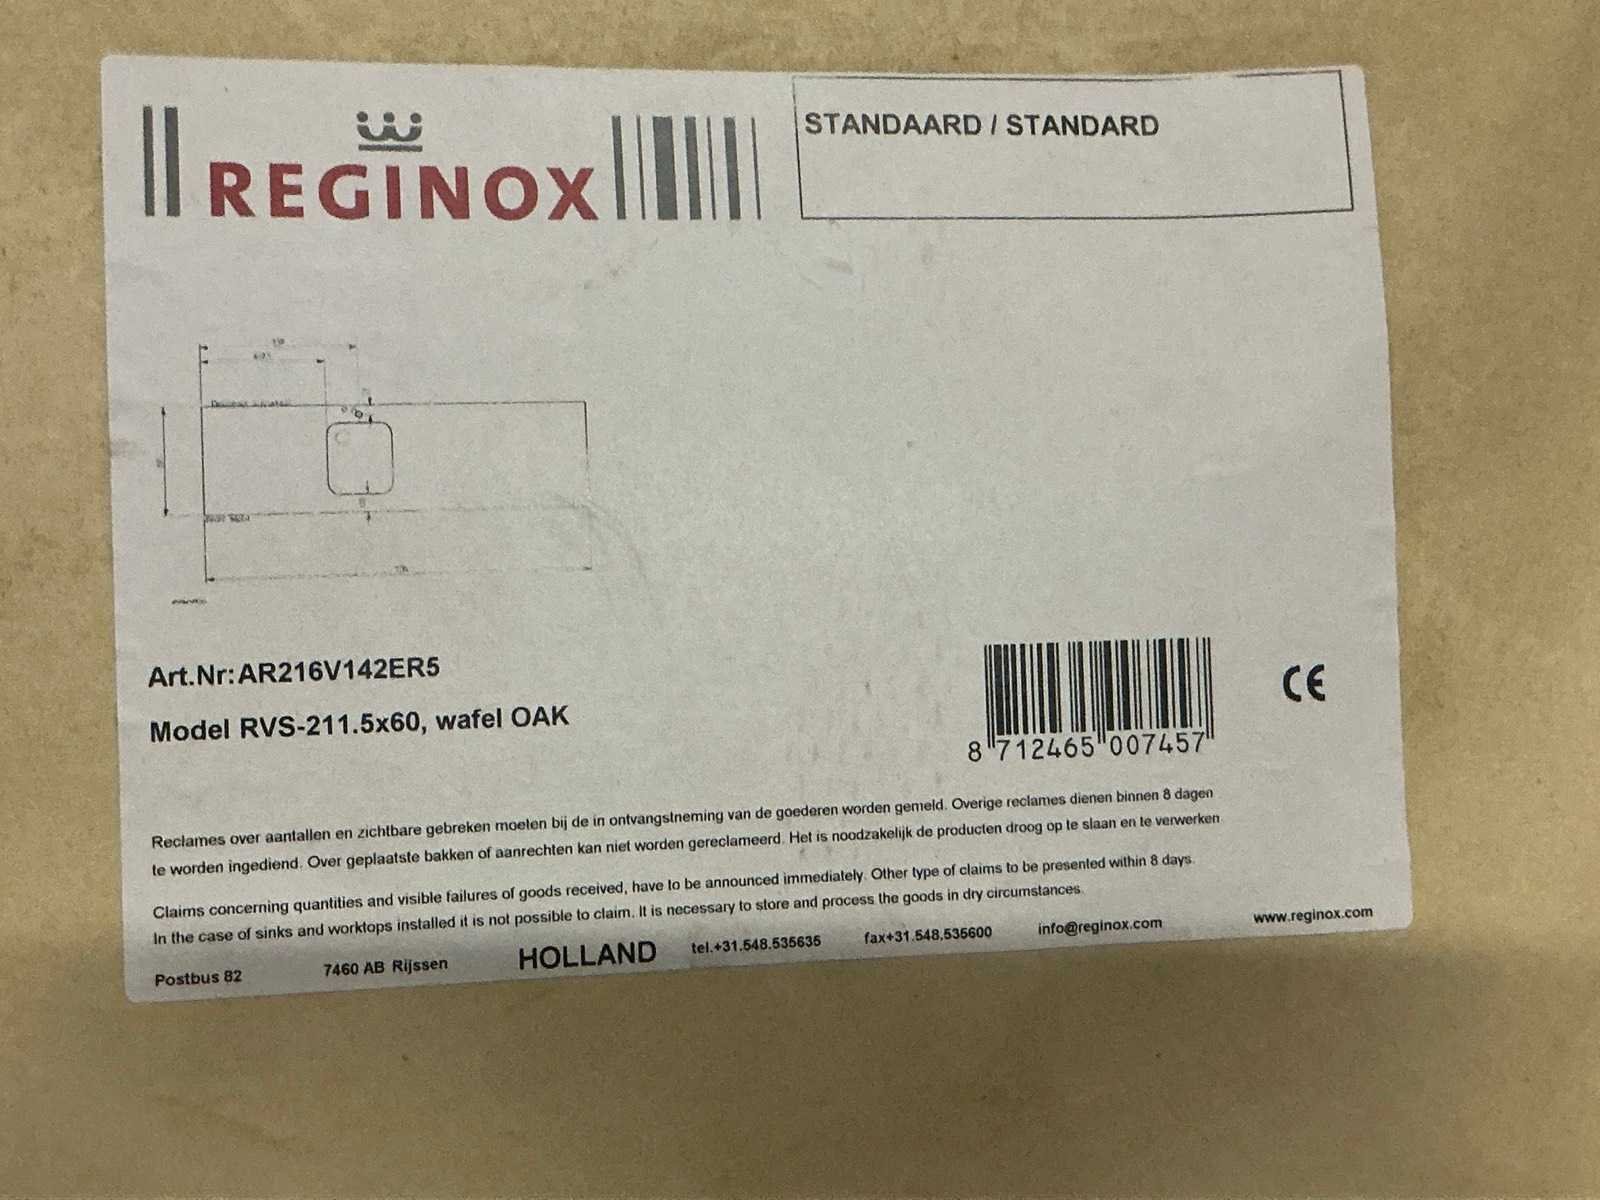 REGINOX
STANDAARD / STANDARD
Art.Nr:AR216V142ER5
Model RVS-211.5x60, wafel OAK
8 712465 007457
CE
Reclames over aantallen en zichtbare gebreken moeten bij de in ontvangstneming van de goederen worden gemeld. Overige reclames dienen binnen 8 dagen
te worden ingediend. Over geplaatste bakken of aanrechten kan niet worden gereclameerd. Het is noodzakelijk de producten droog op te slaan en te verwerken
Claims concerning quantities and visible failures of goods received, have to be announced immediately. Other type of claims to be presented within 8 days.
In the case of sinks and worktops installed it is not possible to claim. It is necessary to store and process the goods in dry circumstances.
Postbus 82 7460 AB Rijssen HOLLAND tel.+31.548.535635 fax+31.548.535600 info@reginox.com www.reginox.com